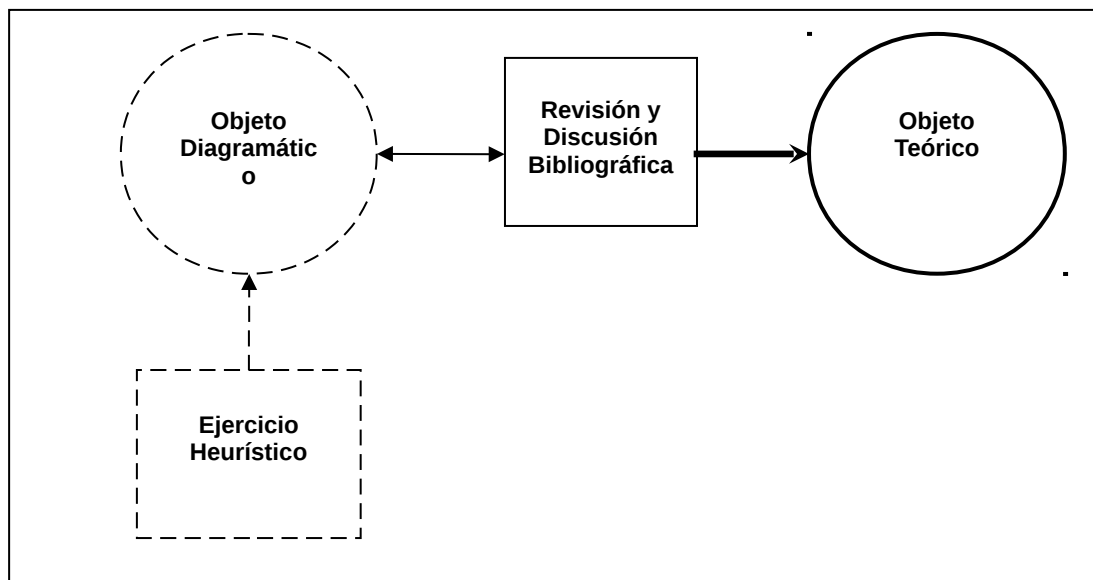 Objeto
Diagramátic
o
Revisión y
Discusión
Bibliográfica
Objeto
Teórico
Ejercicio
Heurístico